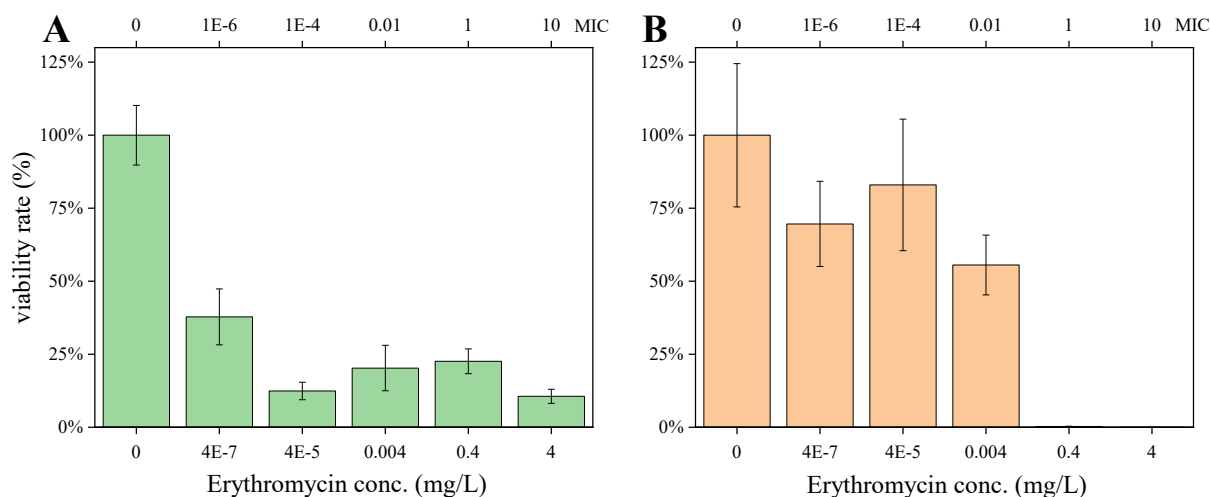 A
0 1E-6 1E-4 0.01 1 10 MIC
125%
100%
75%
50%
25%
0%
viability rate (%)
0 4E-7 4E-5 0.004 0.4 4
Erythromycin conc. (mg/L)
B
0 1E-6 1E-4 0.01 1 10 MIC
125%
100%
75%
50%
25%
0%
0 4E-7 4E-5 0.004 0.4 4
Erythromycin conc. (mg/L)